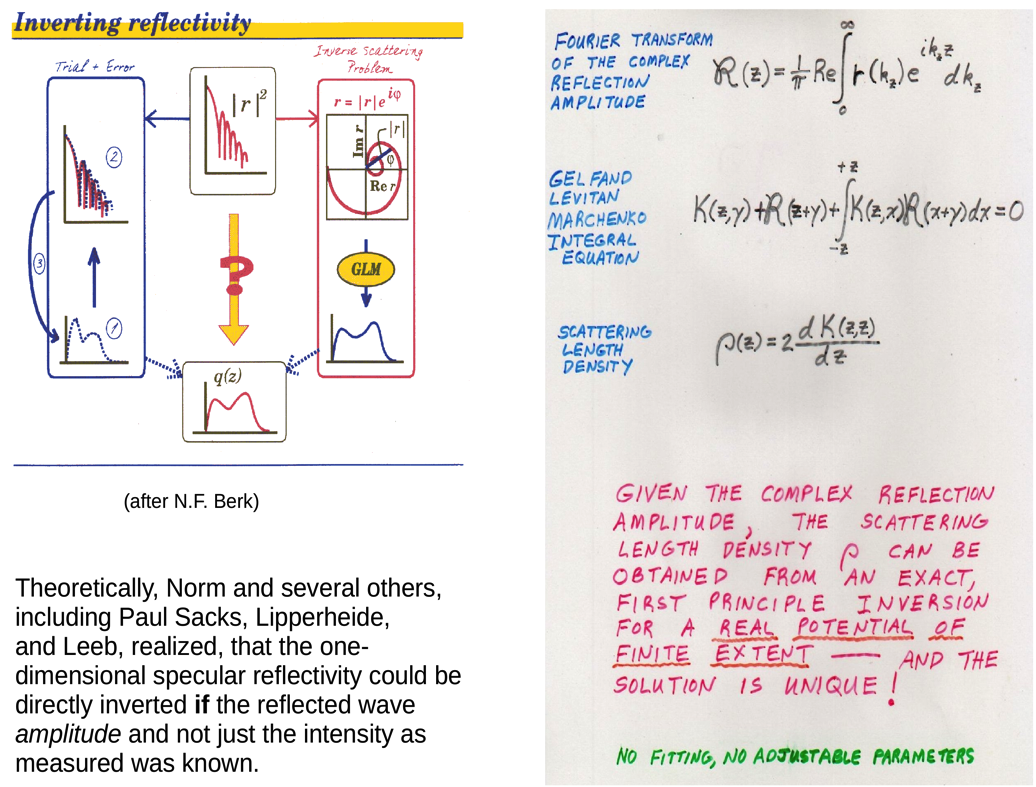 Inverting reflectivity
Trial + Error
Inverse Scattering
Problem
|r|²
r = |r|e^{iφ}
Im r
|r|
φ
Re r
②
③
①
?
GLM
q(z)
(after N.F. Berk)
Theoretically, Norm and several others,
including Paul Sacks, Lipperheide,
and Leeb, realized, that the one-
dimensional specular reflectivity could be
directly inverted if the reflected wave
amplitude and not just the intensity as
measured was known.
FOURIER TRANSFORM
OF THE COMPLEX
REFLECTION
AMPLITUDE
R(z) = 1/π Re ∫₀^∞ r(k_z) e^{ik_z z} dk_z
GELFAND
LEVITAN
MARCHENKO
INTEGRAL
EQUATION
K(z,y) + R(z+y) + ∫_{-z}^{+z} K(z,x) R(x+y) dx = 0
SCATTERING
LENGTH
DENSITY
ρ(z) = 2 dK(z,z)/dz
GIVEN THE COMPLEX REFLECTION
AMPLITUDE, THE SCATTERING
LENGTH DENSITY ρ CAN BE
OBTAINED FROM AN EXACT,
FIRST PRINCIPLE INVERSION
FOR A REAL POTENTIAL OF
FINITE EXTENT — AND THE
SOLUTION IS UNIQUE!
NO FITTING, NO ADJUSTABLE PARAMETERS